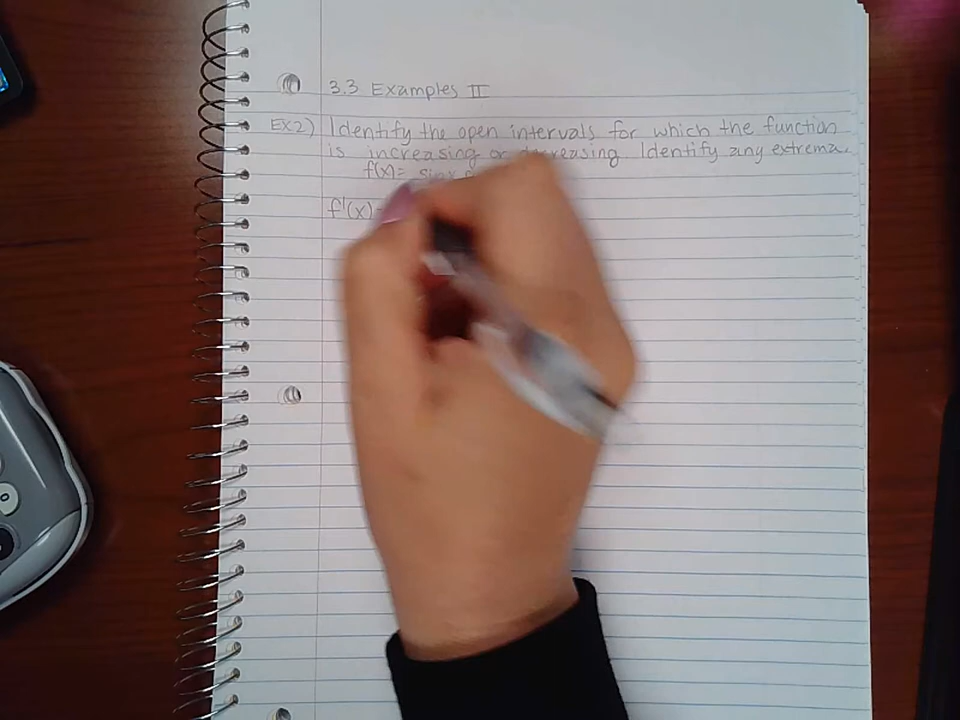 3.3 Examples II
EX2) Identify the open intervals for which the function
is increasing or decreasing. Identify any extrema.
f(x)= sinx
f'(x)=